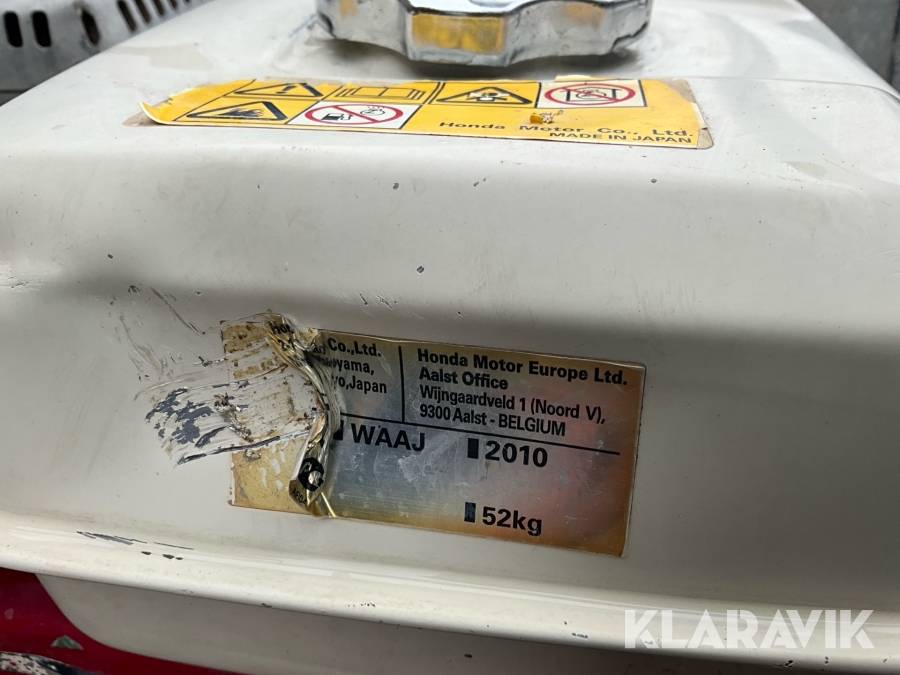 Honda Motor Co., Ltd.
MADE IN JAPAN
Co.,Ltd.
Japan
Honda Motor Europe Ltd.
Aalst Office
Wijngaardveld 1 (Noord V),
9300 Aalst - BELGIUM
WAAJ
2010
52kg
KLARAVIK